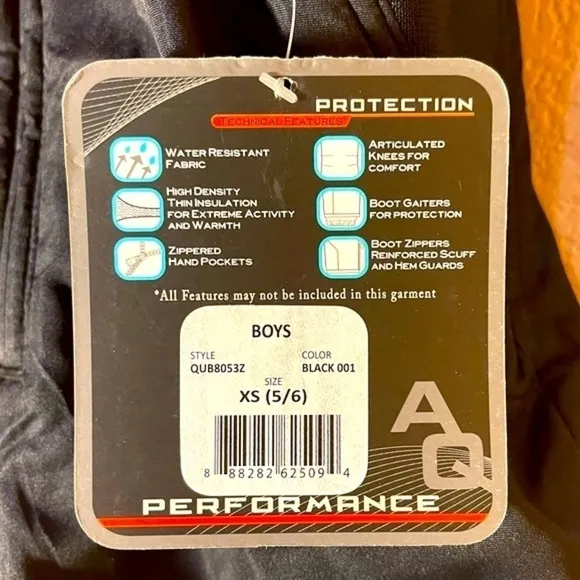 PROTECTION
TECHNICAL FEATURES
WATER RESISTANT
FABRIC
HIGH DENSITY
THIN INSULATION
FOR EXTREME ACTIVITY
AND WARMTH
ZIPPERED
HAND POCKETS
ARTICULATED
KNEES FOR
COMFORT
BOOT GAITERS
FOR PROTECTION
BOOT ZIPPERS
REINFORCED SCUFF
AND HEM GUARDS
*All Features may not be included in this garment
BOYS
STYLE COLOR
QUB8053Z BLACK 001
SIZE
XS (5/6)
8 88282 62509 4
AQ
PERFORMANCE